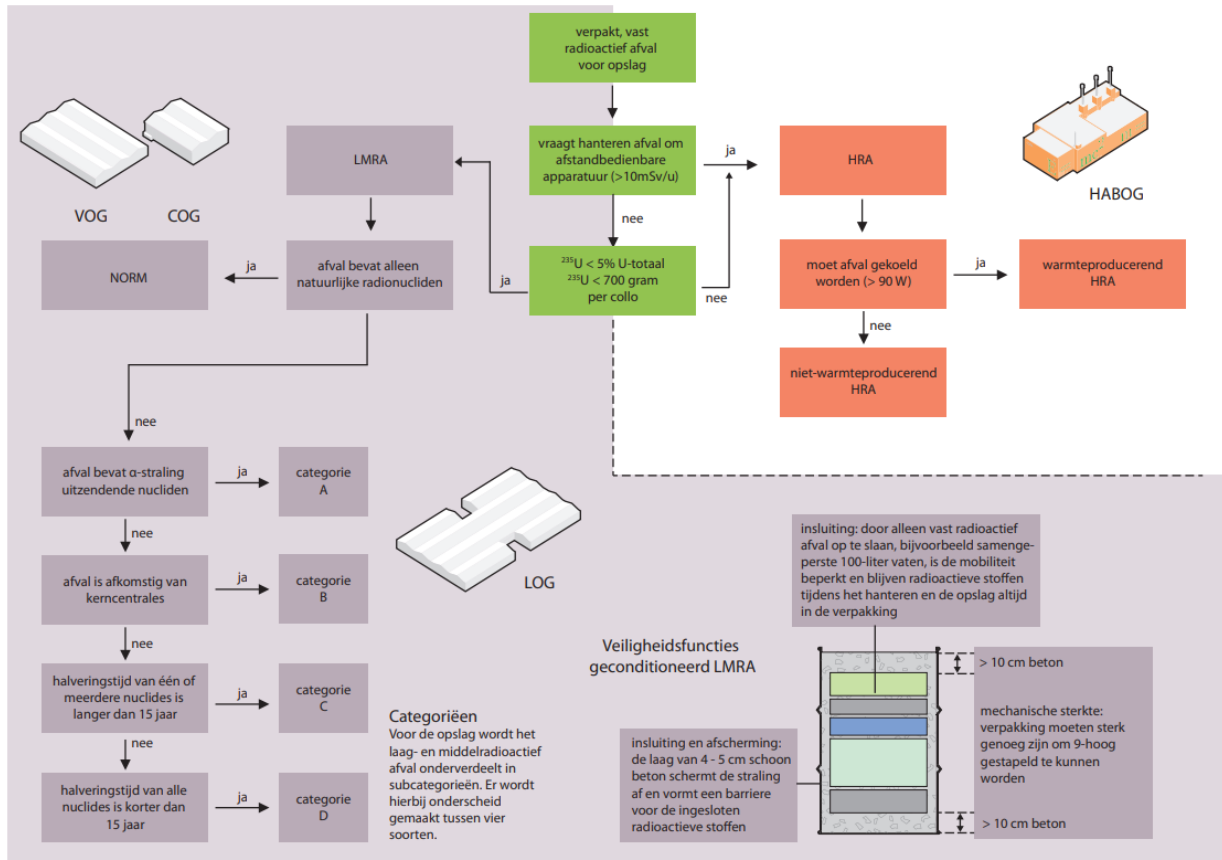 verpakt, vast
radioactief afval
voor opslag
vraagt hanteren afval om
afstandbedienbare
apparatuur (>10mSv/u)
ja
HRA
HABOG
LMRA
VOG
COG
nee
NORM
ja
afval bevat alleen
natuurlijke radionucliden
ja
²³⁵U < 5% U-totaal
²³⁵U < 700 gram
per collo
nee
moet afval gekoeld
worden (> 90 W)
ja
warmteproducerend
HRA
nee
niet-warmteproducerend
HRA
nee
afval bevat α-straling
uitzendende nucliden
ja
categorie
A
nee
afval is afkomstig van
kerncentrales
ja
categorie
B
nee
halveringstijd van één of
meerdere nuclides is
langer dan 15 jaar
ja
categorie
C
nee
halveringstijd van alle
nuclides is korter dan
15 jaar
ja
categorie
D
LOG
Categoriëen
Voor de opslag wordt het
laag- en middelradioactief
afval onderverdeelt in
subcategorieën. Er wordt
hierbij onderscheid
gemaakt tussen vier
soorten.
Veiligheidsfuncties
geconditioneerd LMRA
insluiting: door alleen vast radioactief
afval op te slaan, bijvoorbeeld samenge-
perste 100-liter vaten, is de mobiliteit
beperkt en blijven radioactieve stoffen
tijdens het hanteren en de opslag altijd
in de verpakking
insluiting en afscherming:
de laag van 4 - 5 cm schoon
beton schermt de straling
af en vormt een barriere
voor de ingesloten
radioactieve stoffen
> 10 cm beton
mechanische sterkte:
verpakking moeten sterk
genoeg zijn om 9-hoog
gestapeld te kunnen
worden
> 10 cm beton